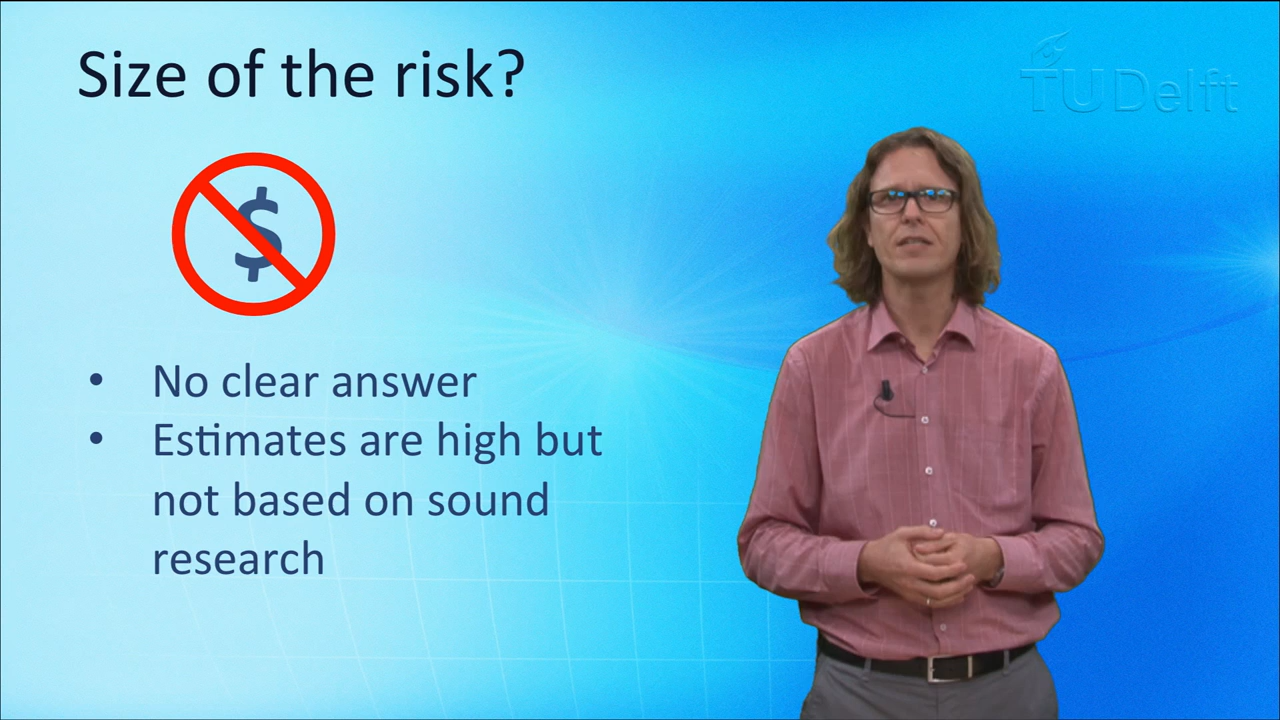 Size of the risk?
TU Delft
$
• No clear answer
• Estimates are high but
not based on sound
research